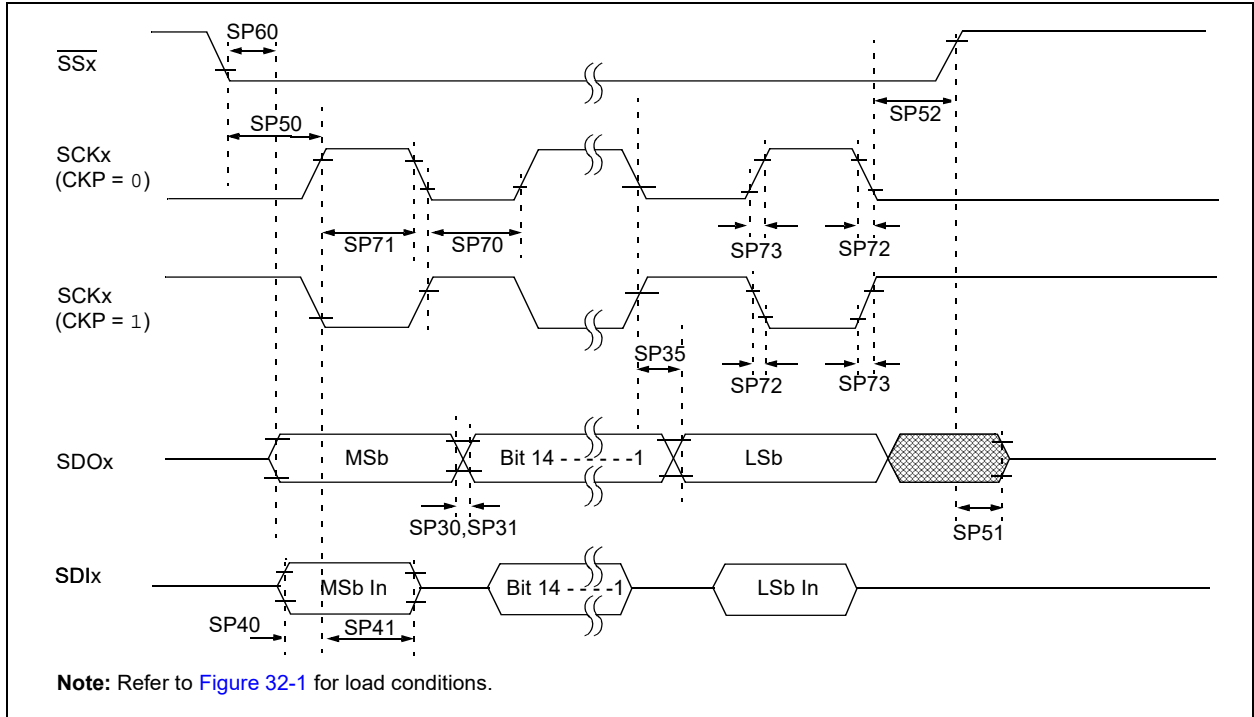 SP60
SSx
SP50
SP52
SCKx
(CKP = 0)
SP71
SP70
SP73
SP72
SCKx
(CKP = 1)
SP35
SP72
SP73
SDOx
MSb
Bit 14 - - - - - -1
LSb
SP30,SP31
SP51
SDIx
MSb In
Bit 14 - - - -1
LSb In
SP40
SP41
Note: Refer to Figure 32-1 for load conditions.